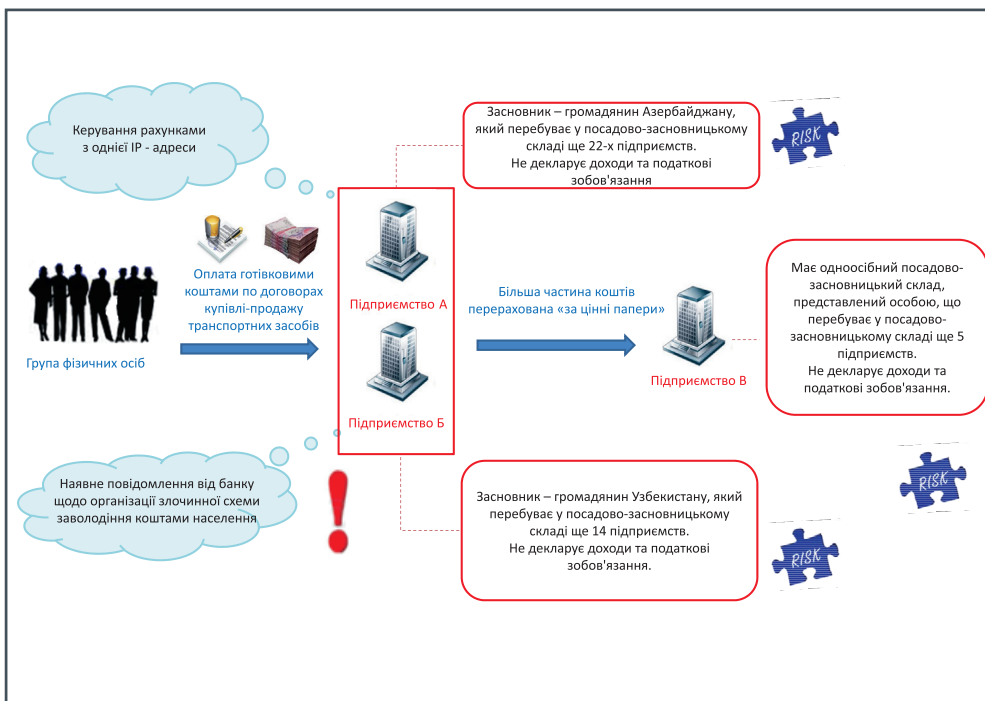 Керування рахунками
з однієї IP - адреси
Засновник – громадянин Азербайджану,
який перебуває у посадово-засновницькому
складі ще 22-х підприємств.
Не декларує доходи та податкові
зобов'язання
RISK
Оплата готівковими
коштами по договорах
купівлі-продажу
транспортних засобів
Група фізичних осіб
Підприємство А
Підприємство Б
Більша частина коштів
перерахована «за цінні папери»
Підприємство В
Має одноосібний посадово-
засновницький склад,
представлений особою, що
перебуває у посадово-
засновницькому складі ще 5
підприємств.
Не декларує доходи та
податкові зобов'язання.
RISK
Наявне повідомлення від банку
щодо організації злочинної схеми
заволодіння коштами населення
Засновник – громадянин Узбекистану, який
перебуває у посадово-засновницькому
складі ще 14 підприємств.
Не декларує доходи та податкові
зобов'язання.
RISK